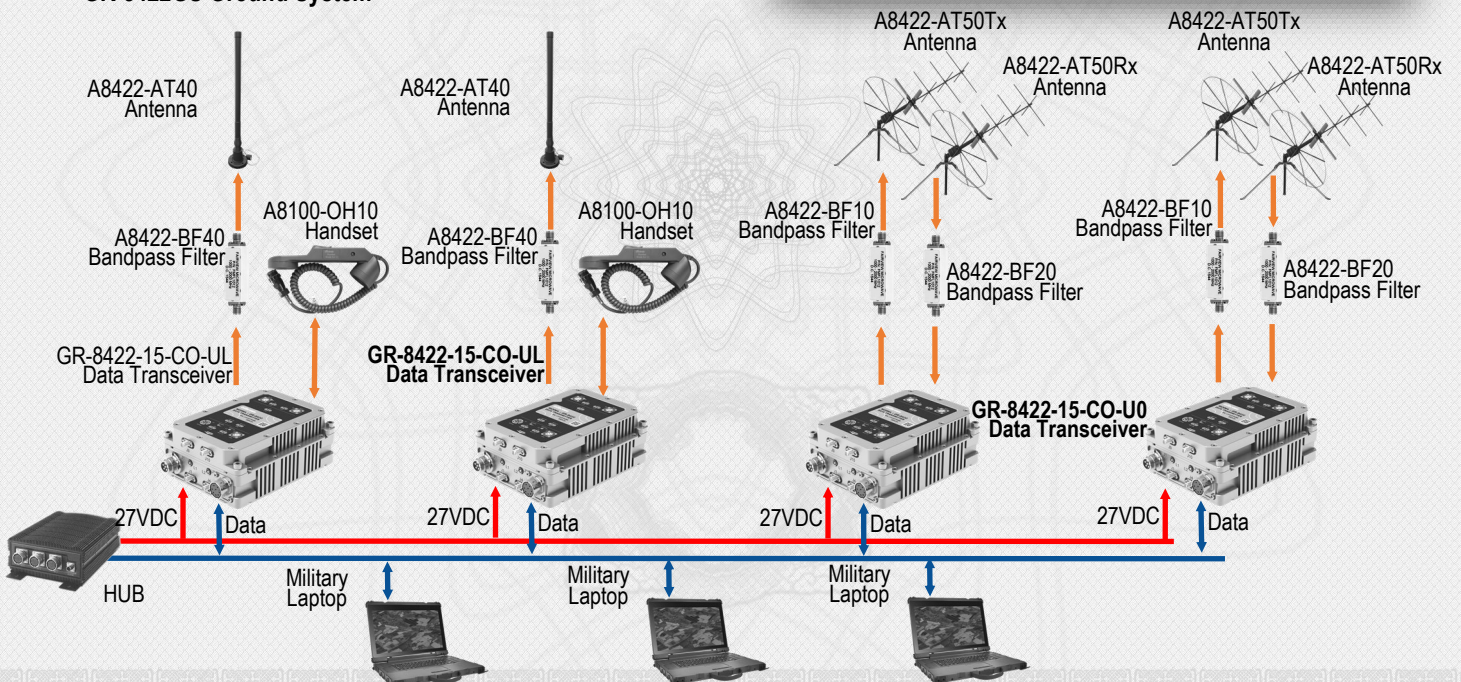 A8422-AT50Tx
Antenna
A8422-AT50Tx
Antenna
A8422-AT50Rx
Antenna
A8422-AT50Rx
Antenna
A8422-AT40
Antenna
A8422-AT40
Antenna
A8100-OH10
Handset
A8100-OH10
Handset
A8422-BF10
Bandpass Filter
A8422-BF10
Bandpass Filter
A8422-BF40
Bandpass Filter
A8422-BF40
Bandpass Filter
A8422-BF20
Bandpass Filter
A8422-BF20
Bandpass Filter
GR-8422-15-CO-UL
Data Transceiver
GR-8422-15-CO-UL
Data Transceiver
GR-8422-15-CO-U0
Data Transceiver
27VDC
Data
27VDC
Data
27VDC
Data
27VDC
Data
HUB
Military
Laptop
Military
Laptop
Military
Laptop